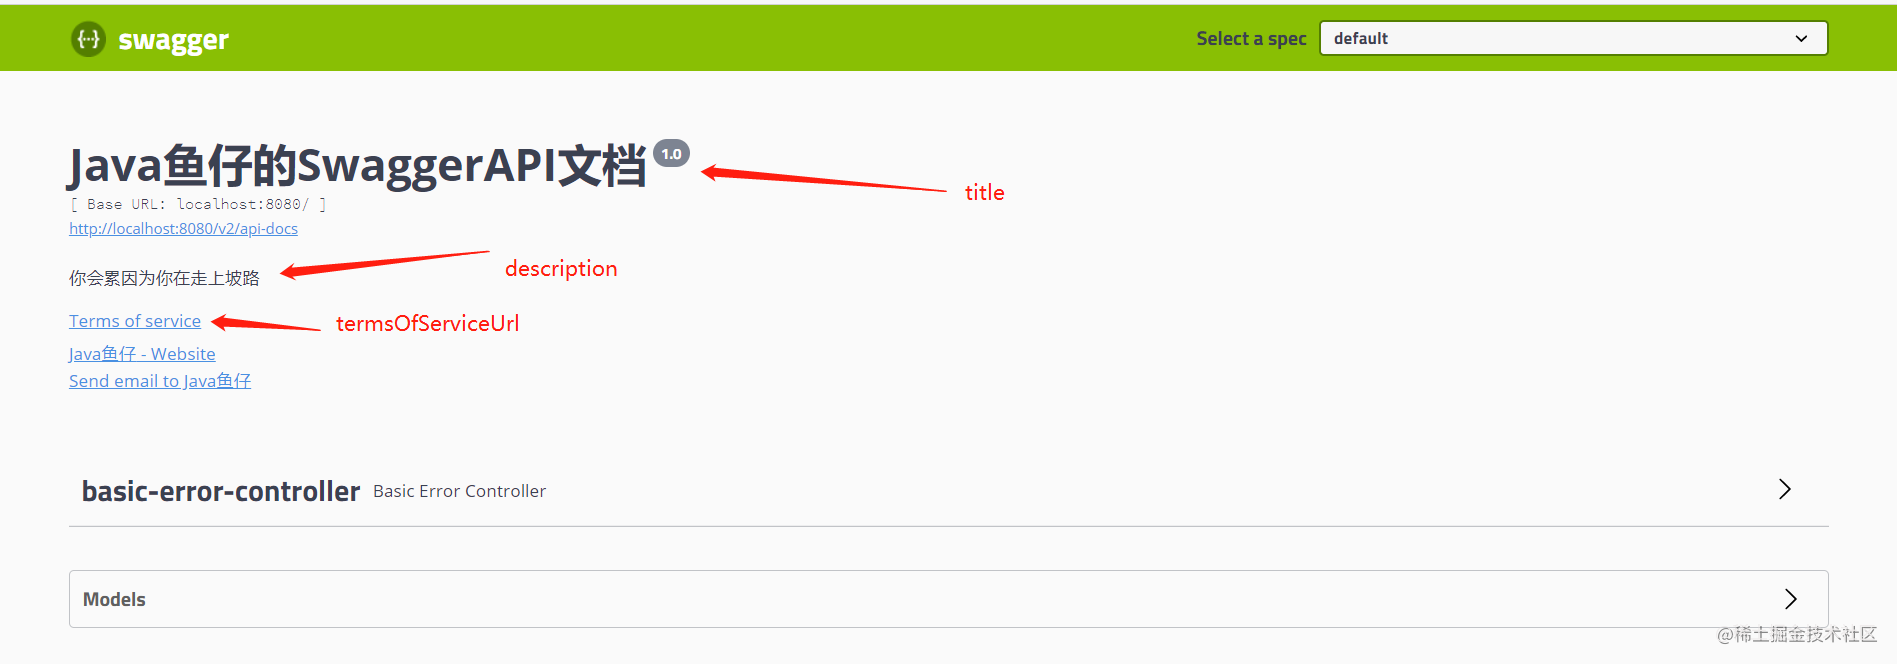 swagger
Select a spec default
Java鱼仔的SwaggerAPI文档 1.0
title
[ Base URL: localhost:8080/ ]
http://localhost:8080/v2/api-docs
你会累因为你在走上坡路
description
Terms of service
termsOfServiceUrl
Java鱼仔 - Website
Send email to Java鱼仔
basic-error-controller Basic Error Controller
Models
@稀土掘金技术社区